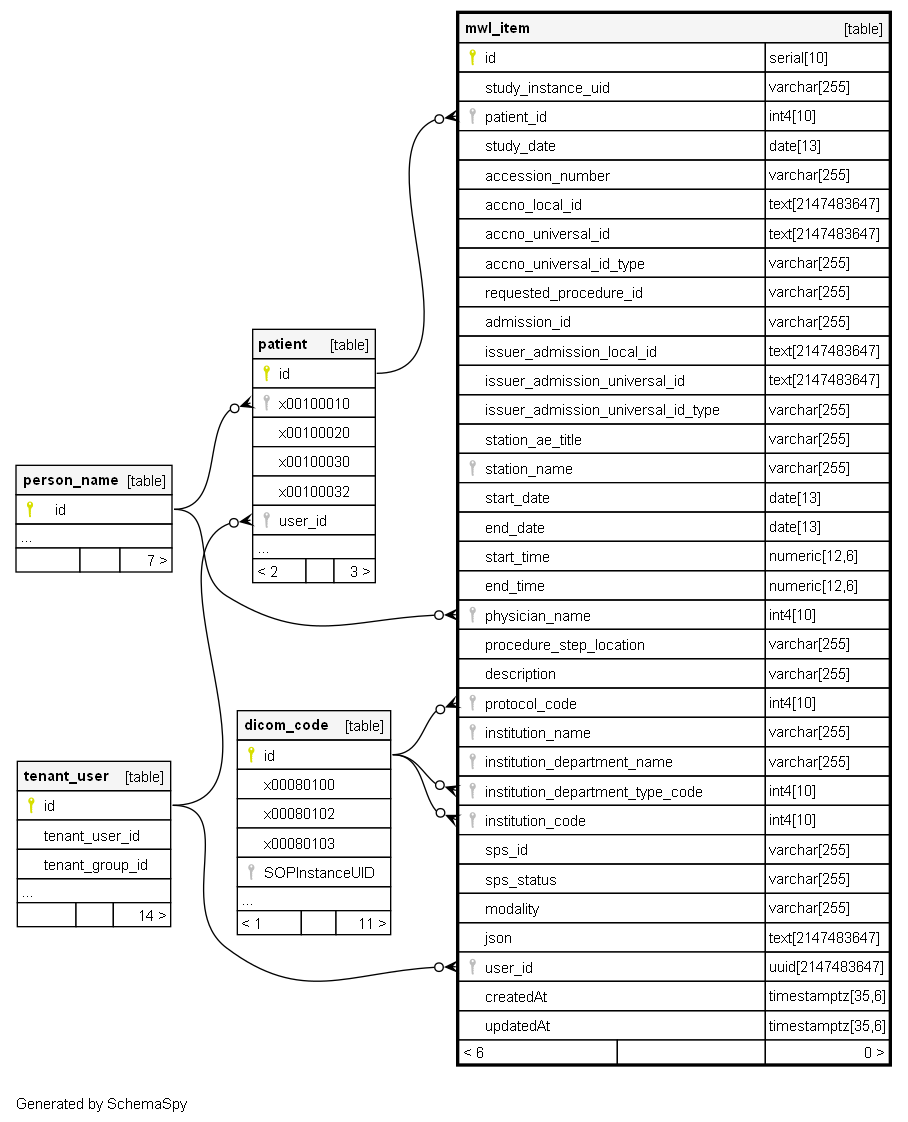 mwl_item [table]
id serial[10]
study_instance_uid varchar[255]
patient_id int4[10]
study_date date[13]
accession_number varchar[255]
accno_local_id text[2147483647]
accno_universal_id text[2147483647]
accno_universal_id_type varchar[255]
requested_procedure_id varchar[255]
admission_id varchar[255]
issuer_admission_local_id text[2147483647]
issuer_admission_universal_id text[2147483647]
issuer_admission_universal_id_type varchar[255]
station_ae_title varchar[255]
station_name varchar[255]
start_date date[13]
end_date date[13]
start_time numeric[12,6]
end_time numeric[12,6]
physician_name int4[10]
procedure_step_location varchar[255]
description varchar[255]
protocol_code int4[10]
institution_name varchar[255]
institution_department_name varchar[255]
institution_department_type_code int4[10]
institution_code int4[10]
sps_id varchar[255]
sps_status varchar[255]
modality varchar[255]
json text[2147483647]
user_id uuid[2147483647]
createdAt timestamptz[35,6]
updatedAt timestamptz[35,6]
< 6 0 >
patient [table]
id
x00100010
x00100020
x00100030
x00100032
user_id
...
< 2 3 >
person_name [table]
id
...
7 >
dicom_code [table]
id
x00080100
x00080102
x00080103
SOPInstanceUID
...
< 1 11 >
tenant_user [table]
id
tenant_user_id
tenant_group_id
...
14 >
Generated by SchemaSpy